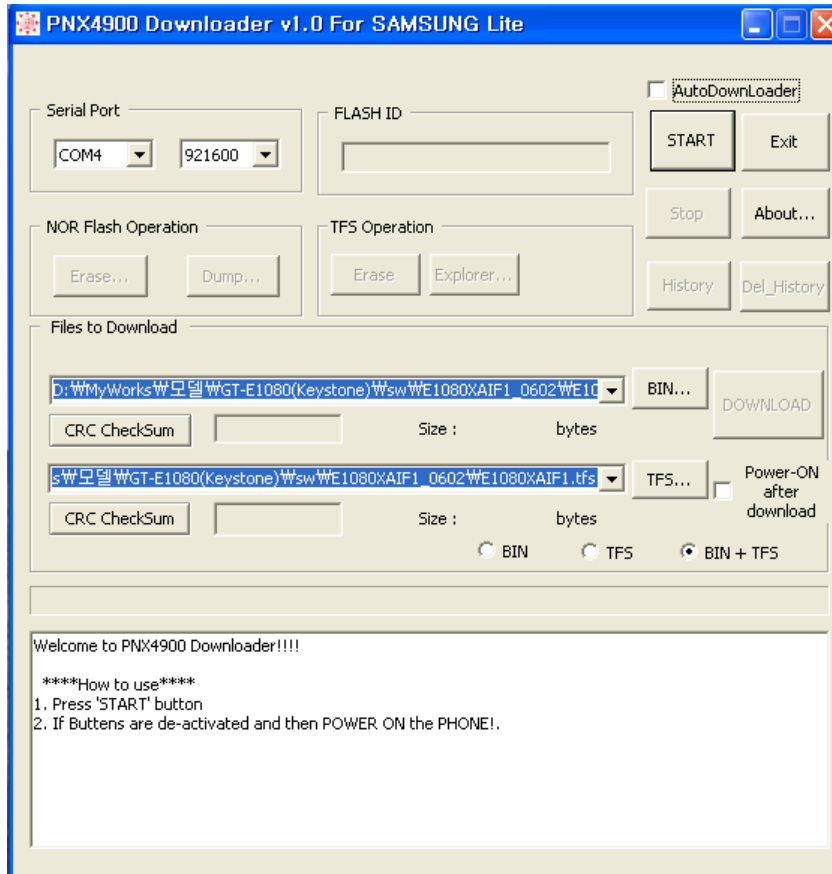 PNX4900 Downloader v1.0 For SAMSUNG Lite
AutoDownLoader
Serial Port
FLASH ID
COM4
921600
START
Exit
Stop
About...
NOR Flash Operation
TFS Operation
Erase...
Dump...
Erase
Explorer...
History
Del_History
Files to Download
D:₩MyWorks₩모델₩GT-E1080(Keystone)₩sw₩E1080XAIF1_0602₩E10
BIN...
DOWNLOAD
CRC CheckSum
Size :
bytes
s₩모델₩GT-E1080(Keystone)₩sw₩E1080XAIF1_0602₩E1080XAIF1.tfs
TFS...
Power-ON
after
download
CRC CheckSum
Size :
bytes
BIN
TFS
BIN + TFS
Welcome to PNX4900 Downloader!!!!
****How to use****
1. Press 'START' button
2. If Buttens are de-activated and then POWER ON the PHONE!.